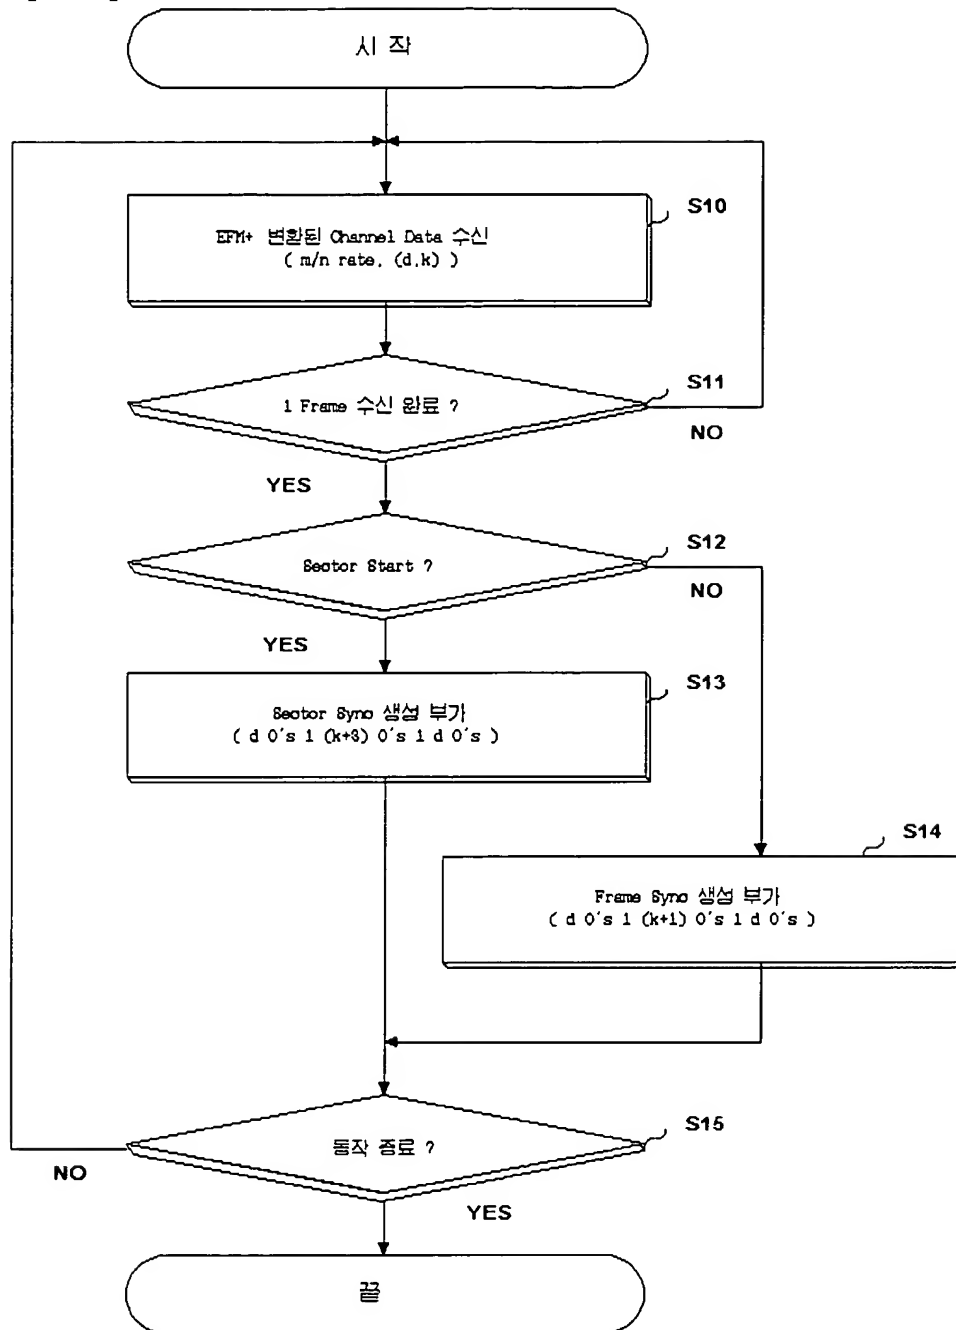 시 작
S10
EFM+ 변환된 Channel Data 수신
( m/n rate, (d,k) )
S11
1 Frame 수신 완료 ?
NO
YES
S12
Sector Start ?
NO
YES
S13
Sector Sync 생성 부가
( d 0's 1 (k+3) 0's 1 d 0's )
S14
Frame Sync 생성 부가
( d 0's 1 (k+1) 0's 1 d 0's )
S15
동작 종료 ?
NO
YES
끝